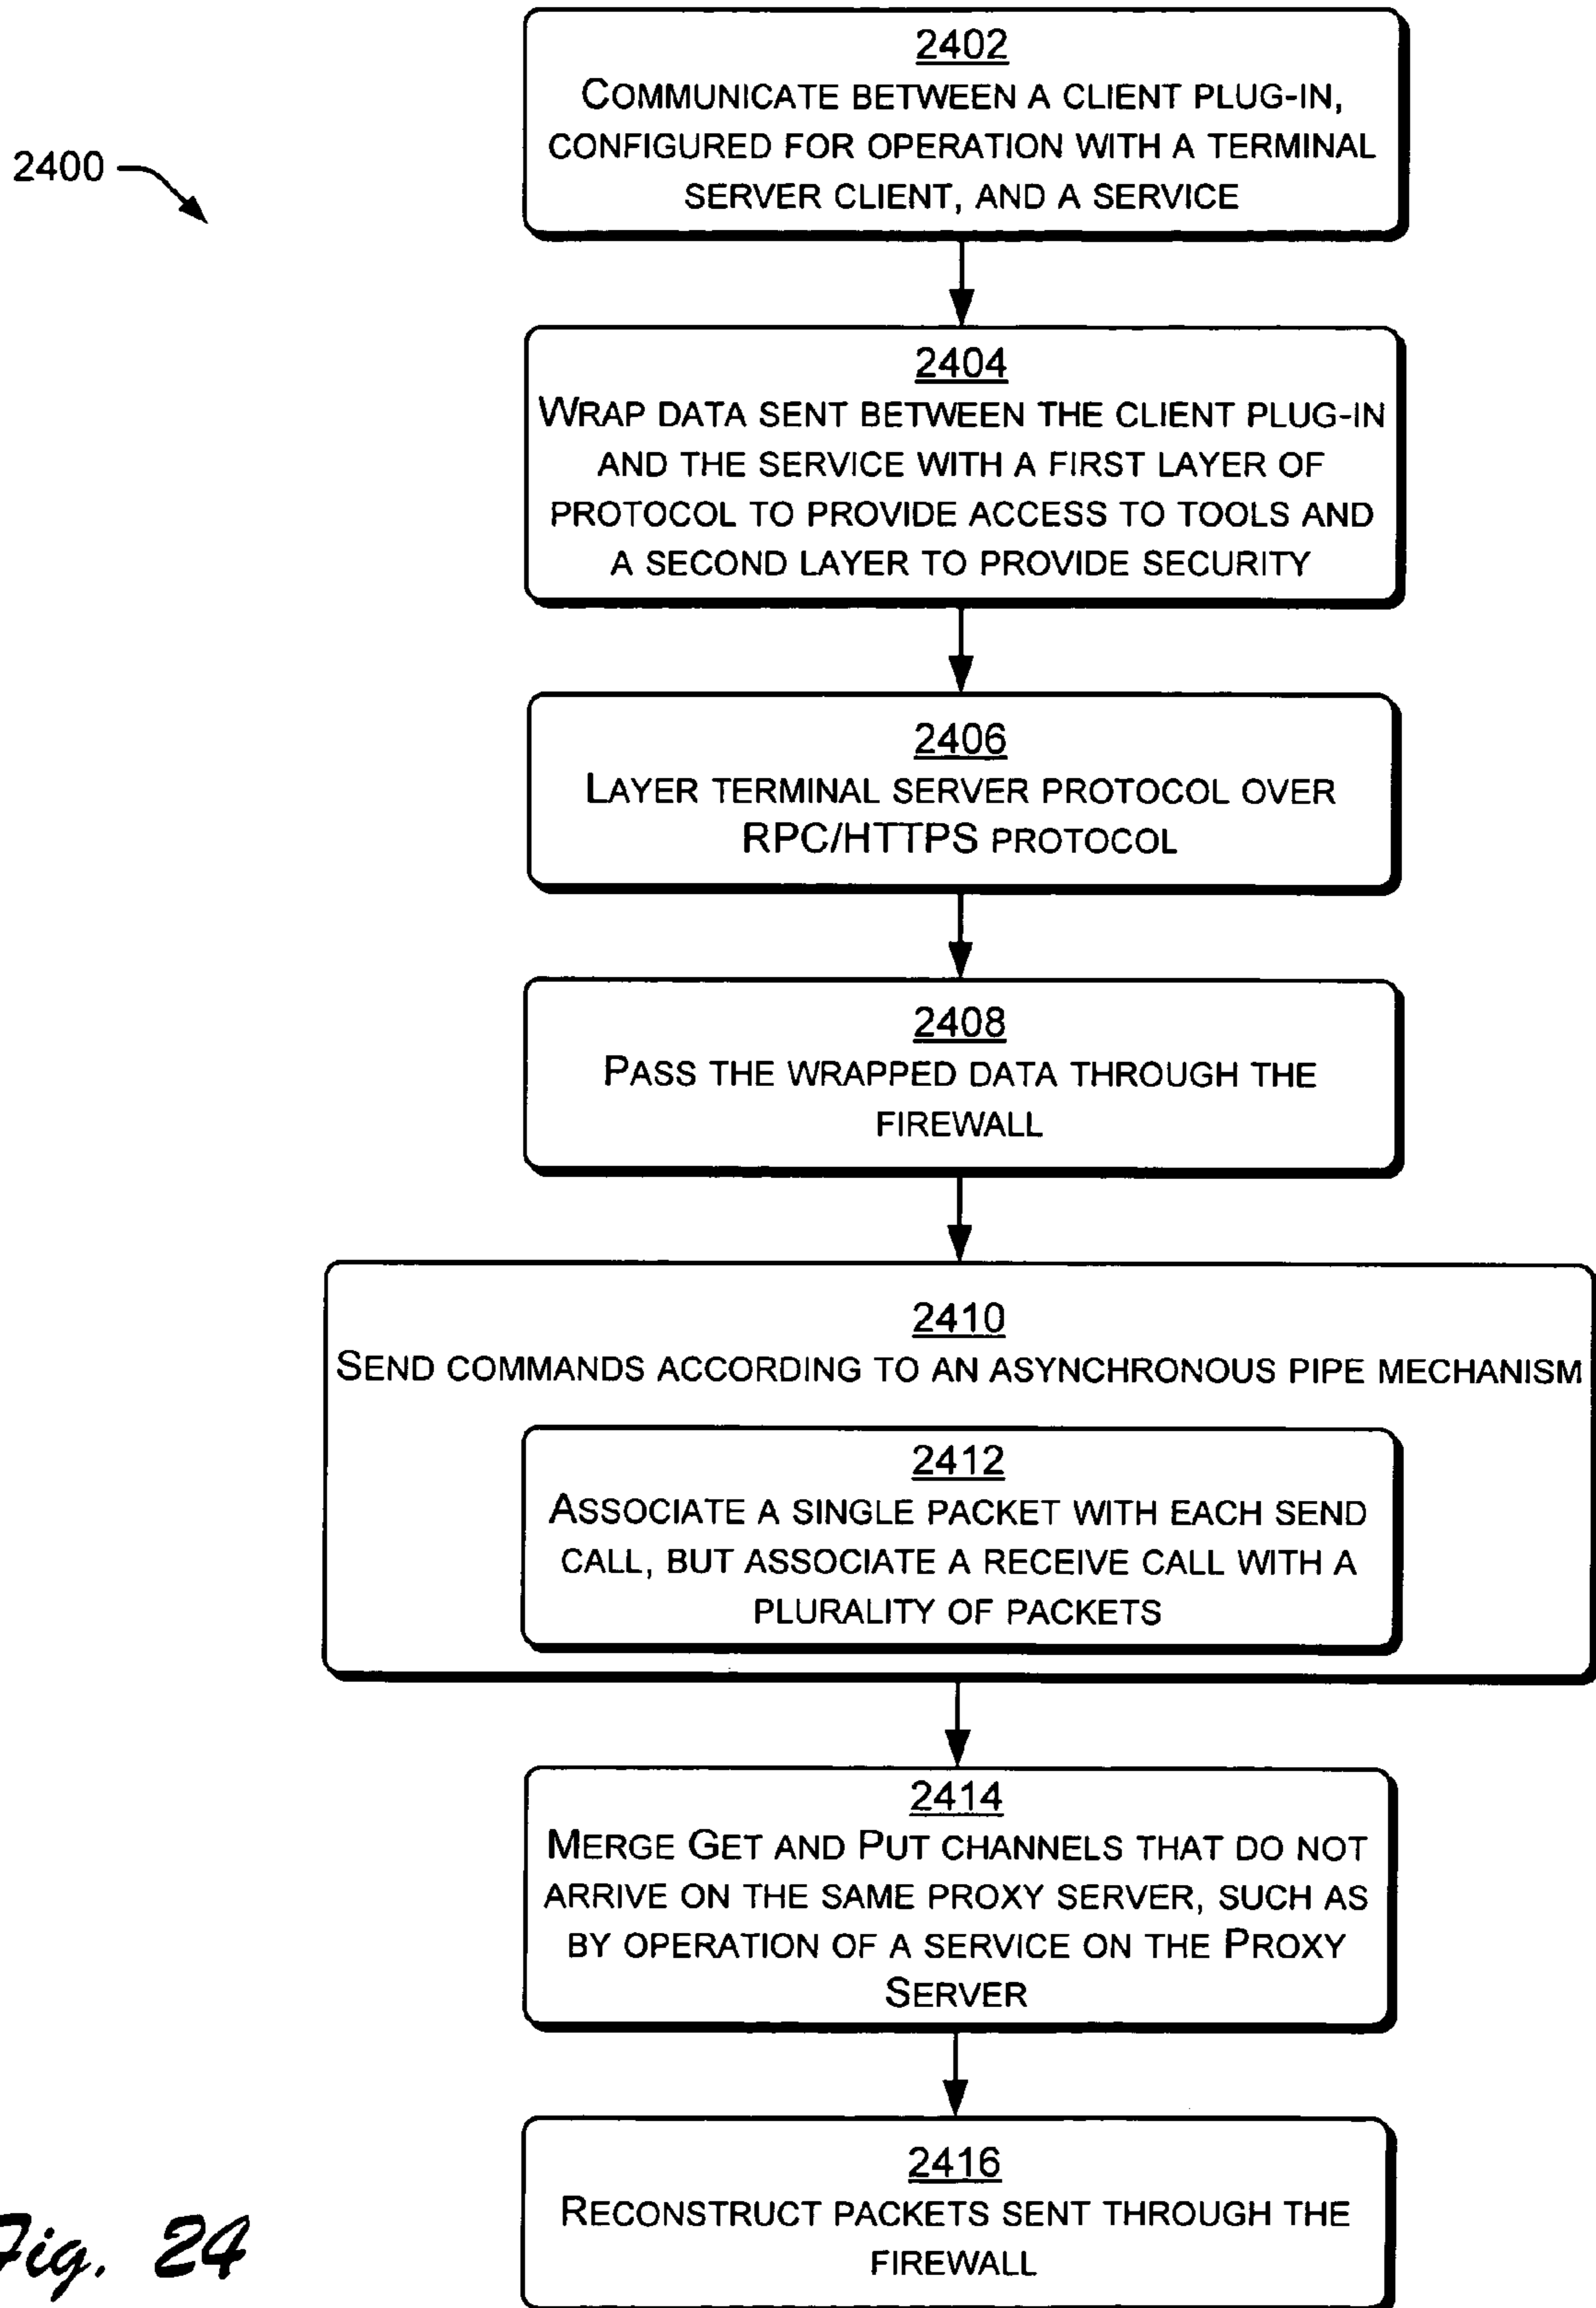 2400
2402
COMMUNICATE BETWEEN A CLIENT PLUG-IN,
CONFIGURED FOR OPERATION WITH A TERMINAL
SERVER CLIENT, AND A SERVICE
2404
WRAP DATA SENT BETWEEN THE CLIENT PLUG-IN
AND THE SERVICE WITH A FIRST LAYER OF
PROTOCOL TO PROVIDE ACCESS TO TOOLS AND
A SECOND LAYER TO PROVIDE SECURITY
2406
LAYER TERMINAL SERVER PROTOCOL OVER
RPC/HTTPS PROTOCOL
2408
PASS THE WRAPPED DATA THROUGH THE
FIREWALL
2410
SEND COMMANDS ACCORDING TO AN ASYNCHRONOUS PIPE MECHANISM
2412
ASSOCIATE A SINGLE PACKET WITH EACH SEND
CALL, BUT ASSOCIATE A RECEIVE CALL WITH A
PLURALITY OF PACKETS
2414
MERGE GET AND PUT CHANNELS THAT DO NOT
ARRIVE ON THE SAME PROXY SERVER, SUCH AS
BY OPERATION OF A SERVICE ON THE PROXY
SERVER
2416
RECONSTRUCT PACKETS SENT THROUGH THE
FIREWALL
Fig. 24